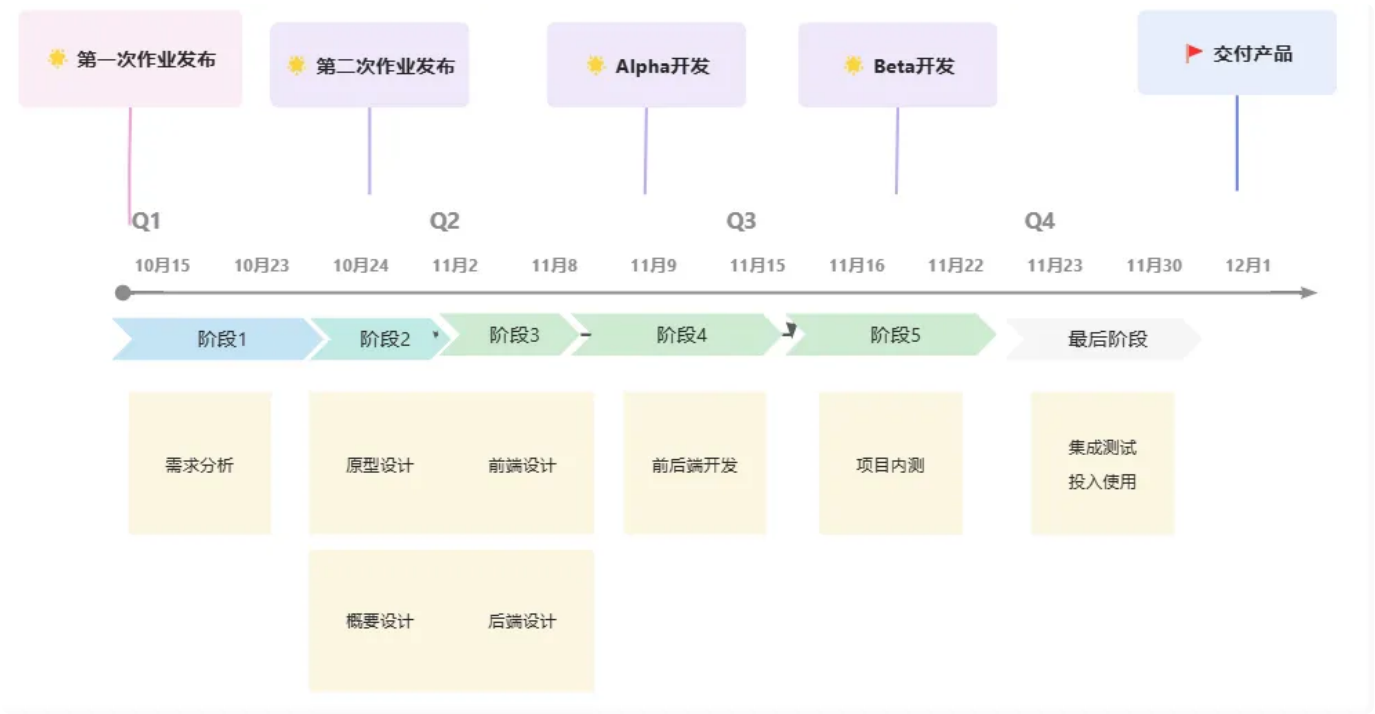 第一次作业发布
第二次作业发布
Alpha开发
Beta开发
交付产品
Q1
Q2
Q3
Q4
10月15
10月23
10月24
11月2
11月8
11月9
11月15
11月16
11月22
11月23
11月30
12月1
阶段1
阶段2
阶段3
阶段4
阶段5
最后阶段
需求分析
原型设计
前端设计
前后端开发
项目内测
集成测试
投入使用
概要设计
后端设计